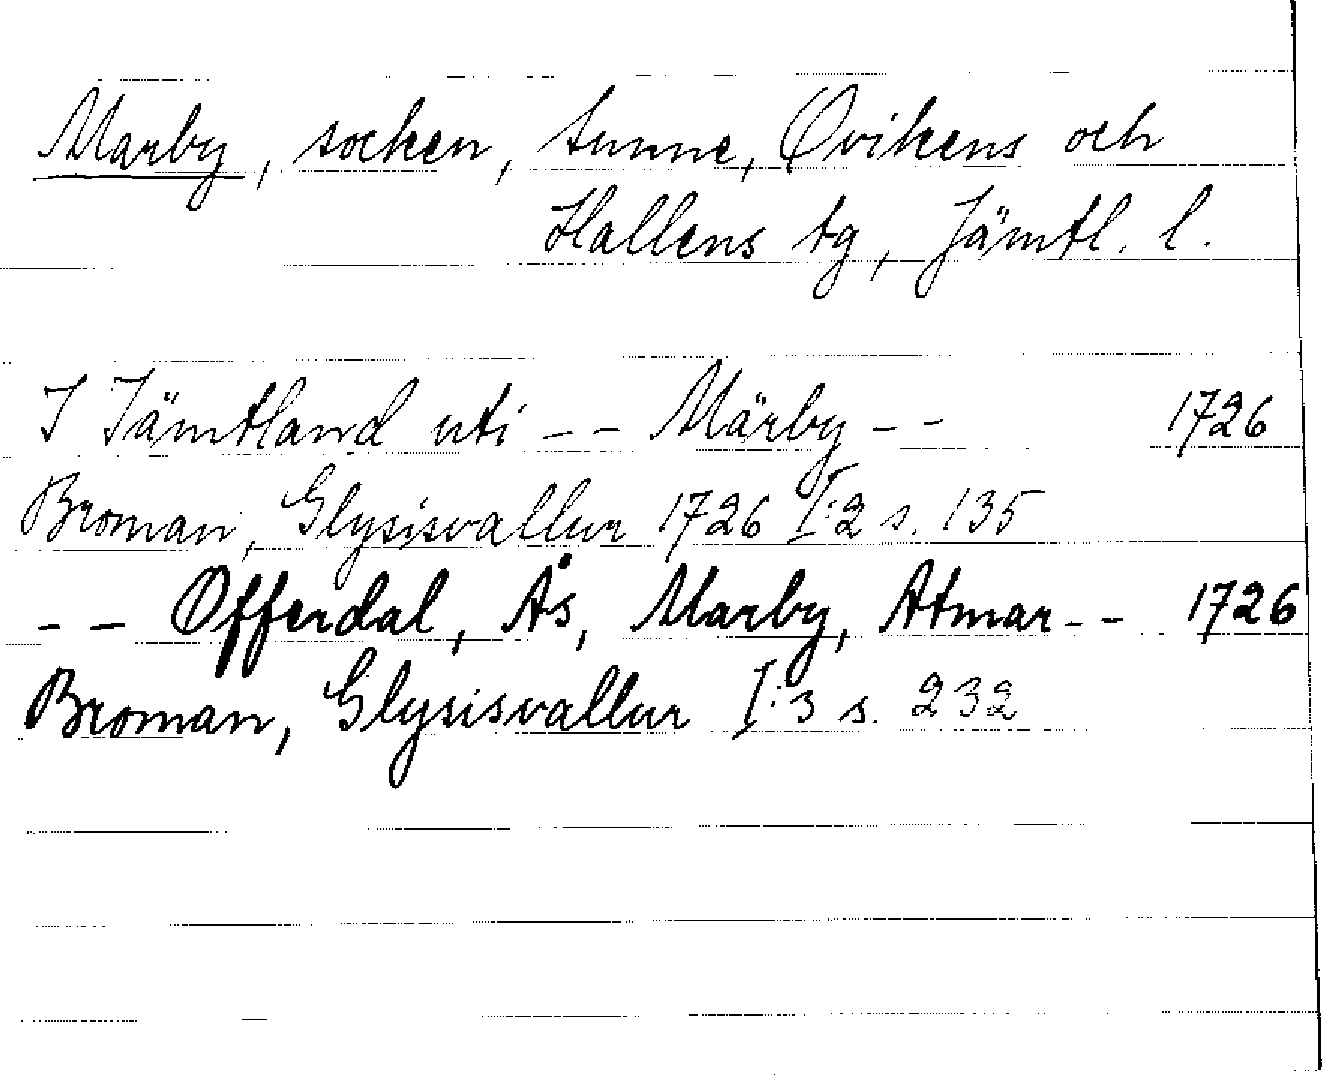 Marby, socken, Sunne, Ovikens och
Hallens tg, Jämtl. l.
I Jämtland uti -- Märby -- 1726
Broman, Glysisvallur 1726 I:2 s. 135
-- Offerdal, Ås, Marby, Atmar -- 1726
Broman, Glysisvallur I:3 s. 232